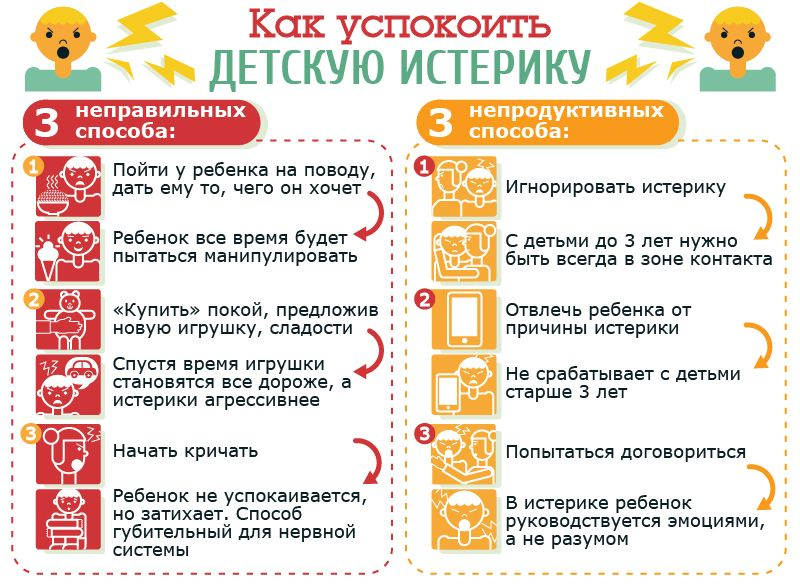 Как успокоить
ДЕТСКУЮ ИСТЕРИКУ
3 неправильных
способа:
1
Пойти у ребенка на поводу,
дать ему то, чего он хочет
Ребенок все время будет
пытаться манипулировать
2
«Купить» покой, предложив
новую игрушку, сладости
Спустя время игрушки
становятся все дороже, а
истерики агрессивнее
3
Начать кричать
Ребенок не успокаивается,
но затихает. Способ
губительный для нервной
системы
3 непродуктивных
способа:
1
Игнорировать истерику
С детьми до 3 лет нужно
быть всегда в зоне контакта
2
Отвлечь ребенка от
причины истерики
Не срабатывает с детьми
старше 3 лет
3
Попытаться договориться
В истерике ребенок
руководствуется эмоциями,
а не разумом